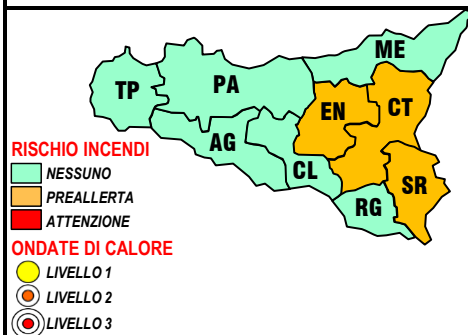 ME
TP
PA
EN
CT
AG
CL
SR
RG
RISCHIO INCENDI
NESSUNO
PREALLERTA
ATTENZIONE
ONDATE DI CALORE
LIVELLO 1
LIVELLO 2
LIVELLO 3